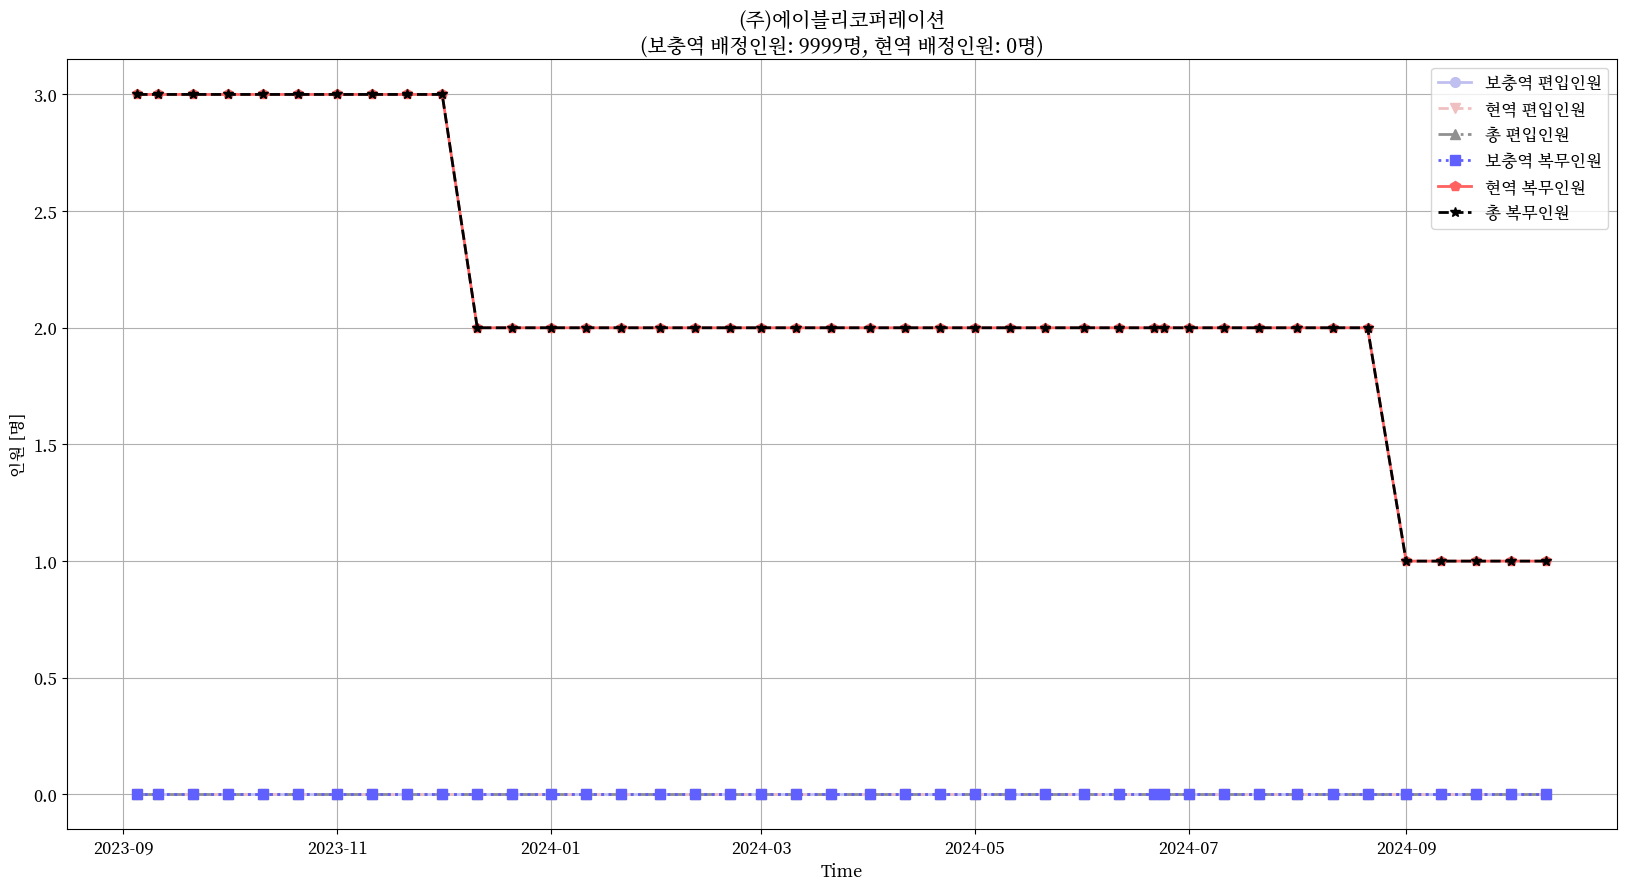 (주)에이블리코퍼레이션
(보충역 배정인원: 9999명, 현역 배정인원: 0명)
보충역 편입인원
현역 편입인원
총 편입인원
보충역 복무인원
현역 복무인원
총 복무인원
인원 [명]
3.0
2.5
2.0
1.5
1.0
0.5
0.0
2023-09
2023-11
2024-01
2024-03
2024-05
2024-07
2024-09
Time